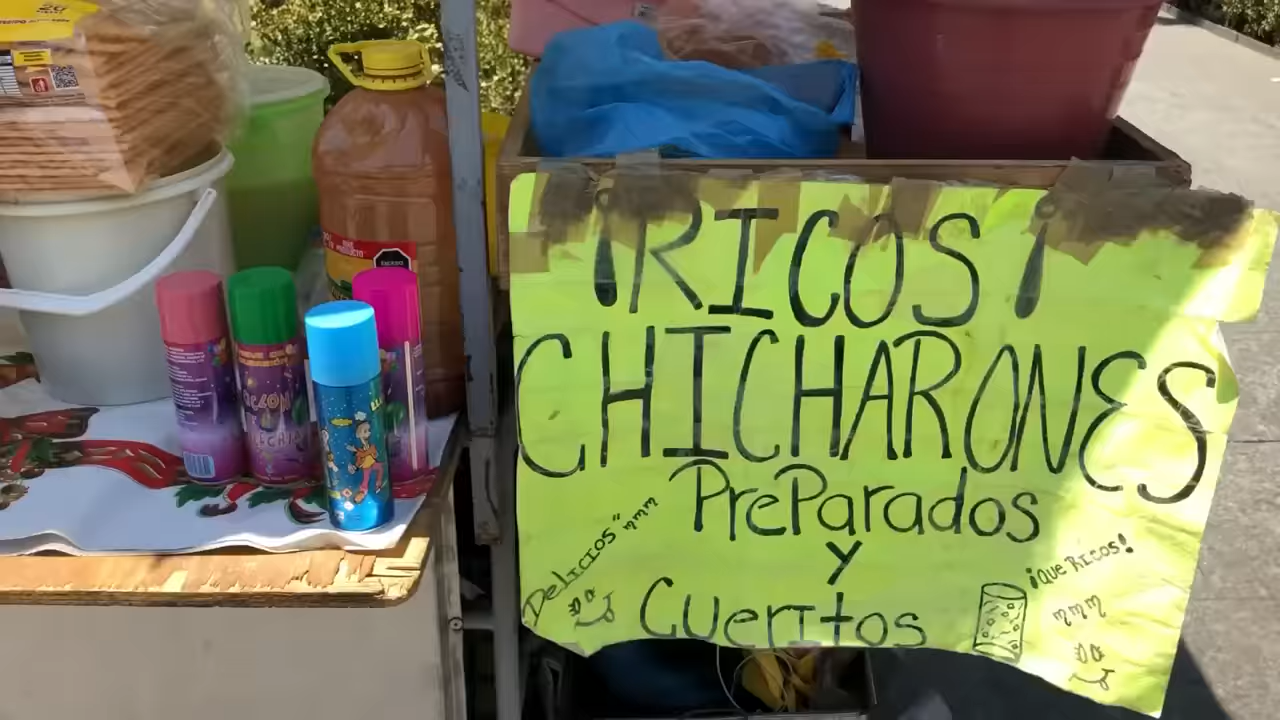 ¡RICOS!
CHICHARONES
PrePArados
y
Cueritos
Delicios" mmm
¡Que Ricos!
mmm